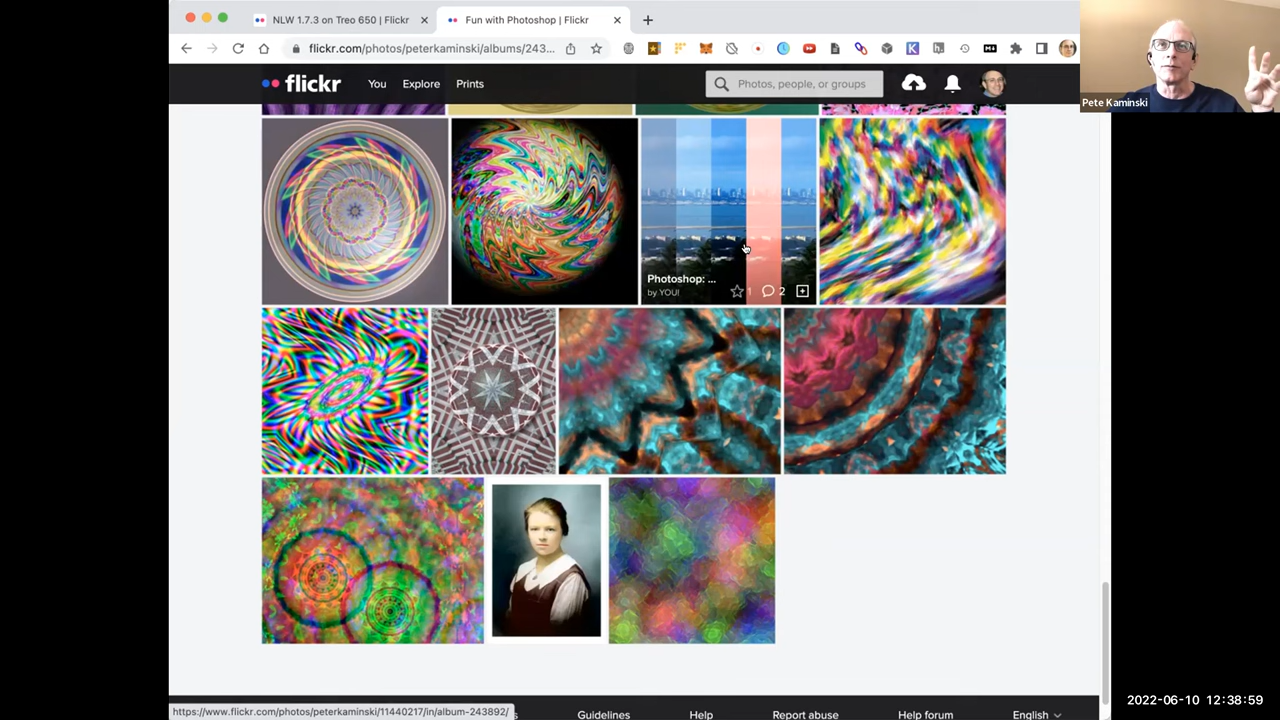 NLW 1.7.3 on Treo 650 | Flickr
Fun with Photoshop | Flickr
flickr.com/photos/peterkaminski/albums/243...
flickr
You
Explore
Prints
Photos, people, or groups
Pete Kaminski
Photoshop: ...
by YOU!
1
2
https://www.flickr.com/photos/peterkaminski/11440217/in/album-243892/
Guidelines
Help
Report abuse
Help forum
English
2022-06-10 12:38:59